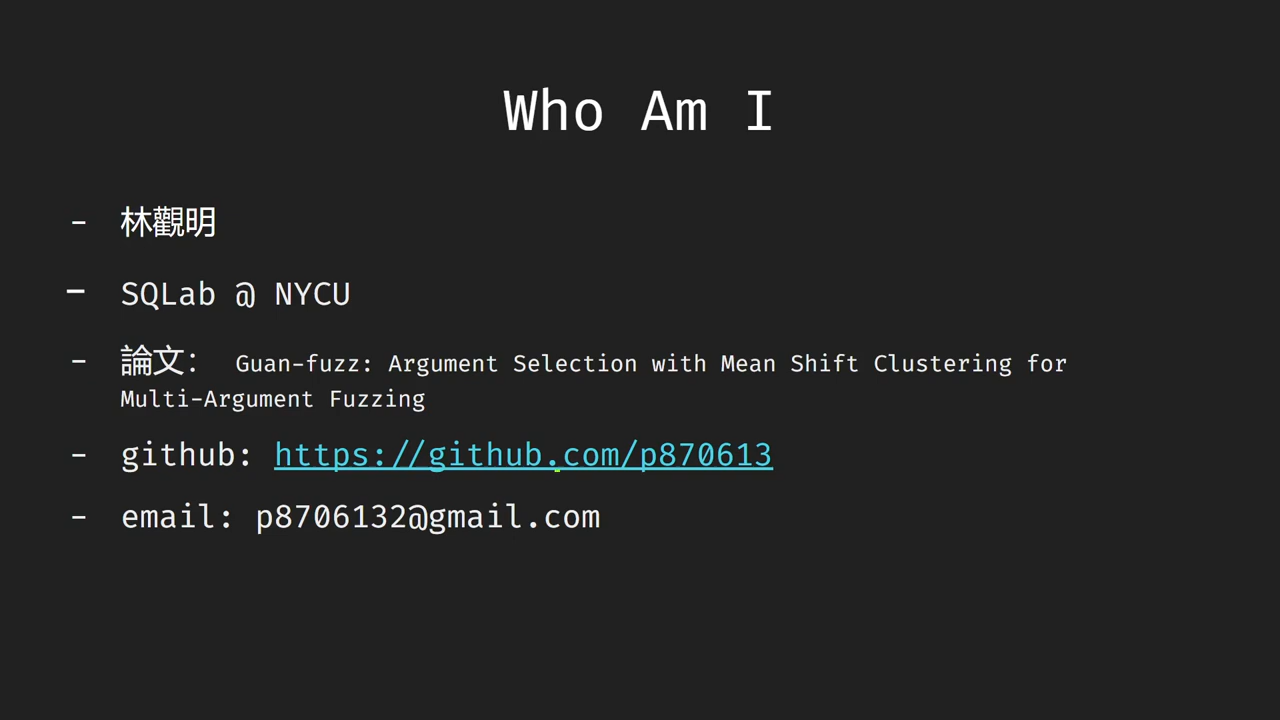 Who Am I
- 林觀明
- SQLab @ NYCU
- 論文: Guan-fuzz: Argument Selection with Mean Shift Clustering for
Multi-Argument Fuzzing
- github: https://github.com/p870613
- email: p8706132@gmail.com